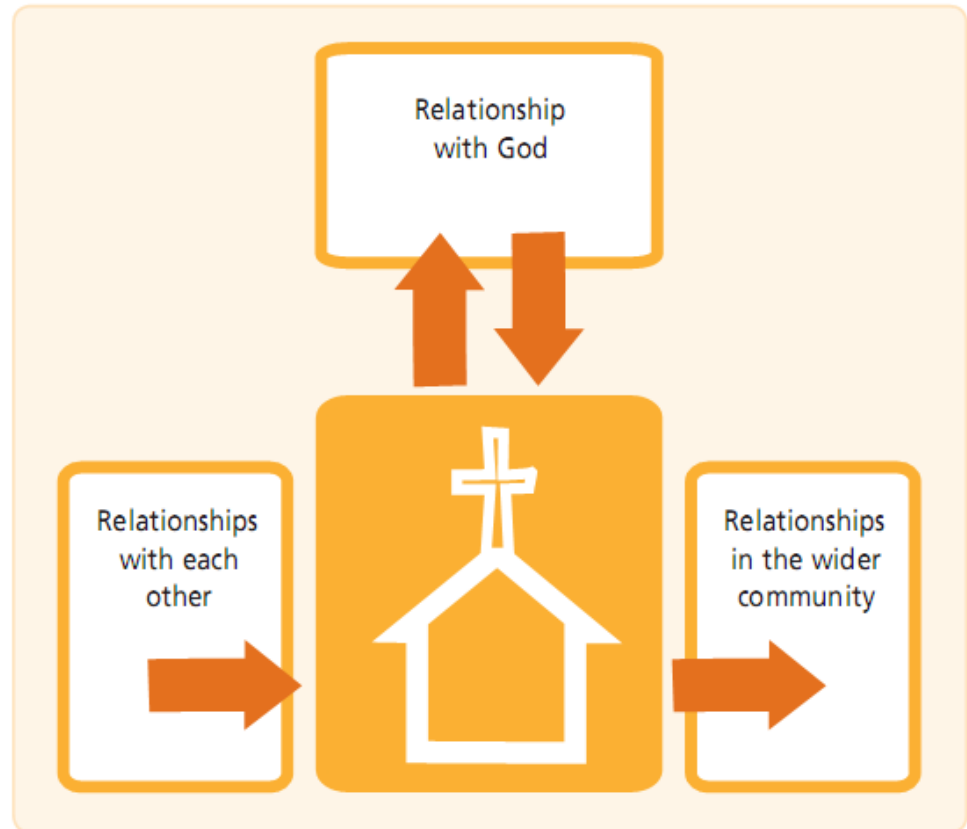 Relationship
with God
Relationships
with each
other
Relationships
in the wider
community